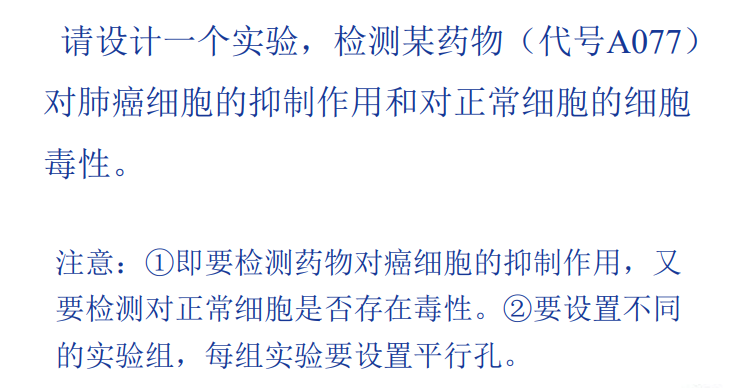 请设计一个实验，检测某药物（代号A077）
对肺癌细胞的抑制作用和对正常细胞的细胞
毒性。
注意：①即要检测药物对癌细胞的抑制作用，又
要检测对正常细胞是否存在毒性。②要设置不同
的实验组，每组实验要设置平行孔。